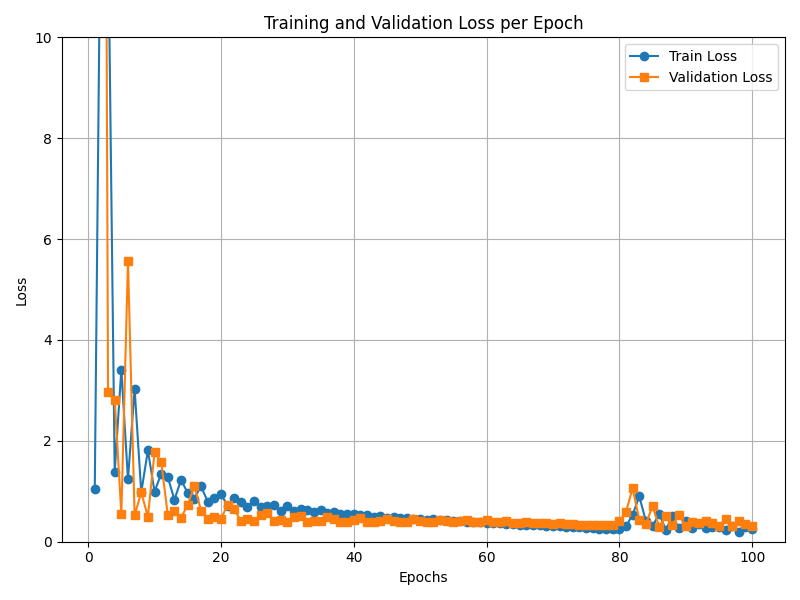 Training and Validation Loss per Epoch
Train Loss
Validation Loss
Loss
10
8
6
4
2
0
0 20 40 60 80 100
Epochs